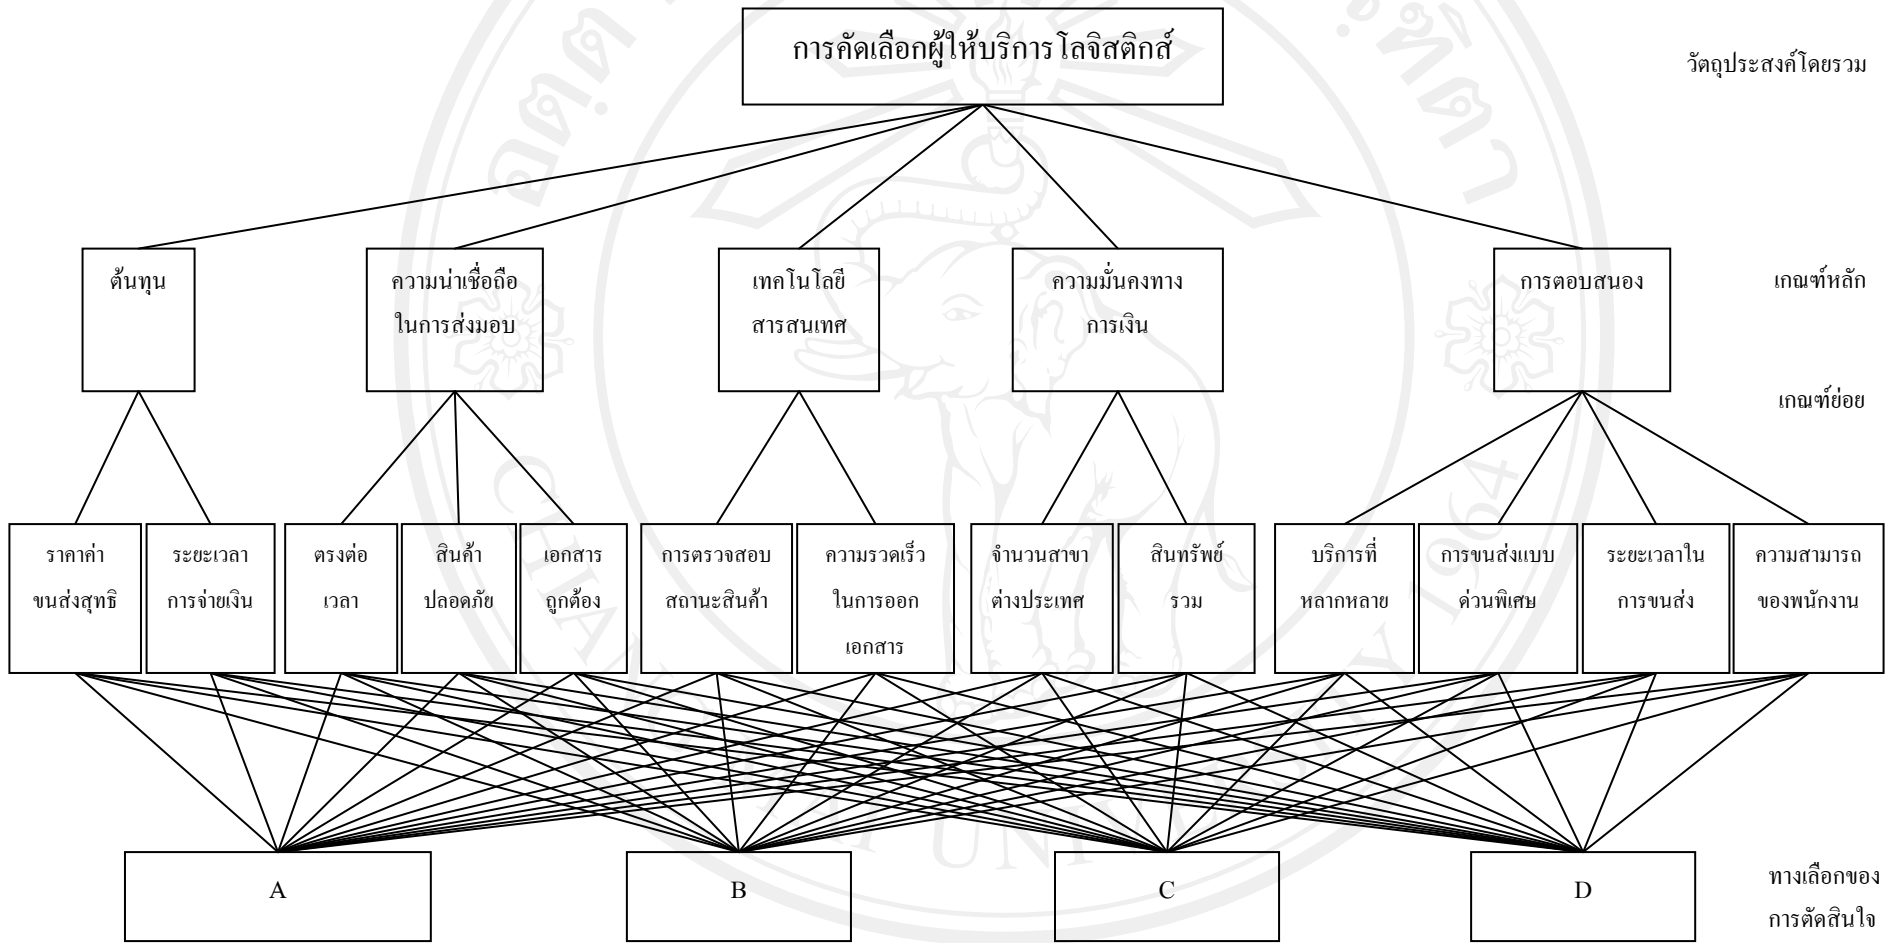 การคัดเลือกผู้ให้บริการโลจิสติกส์
วัตถุประสงค์โดยรวม
ต้นทุน
ความน่าเชื่อถือ
ในการส่งมอบ
เทคโนโลยี
สารสนเทศ
ความมั่นคงทาง
การเงิน
การตอบสนอง
เกณฑ์หลัก
เกณฑ์ย่อย
ราคาค่า
ขนส่งสุทธิ
ระยะเวลา
การจ่ายเงิน
ตรงต่อ
เวลา
สินค้า
ปลอดภัย
เอกสาร
ถูกต้อง
การตรวจสอบ
สถานะสินค้า
ความรวดเร็ว
ในการออก
เอกสาร
จำนวนสาขา
ต่างประเทศ
สินทรัพย์
รวม
บริการที่
หลากหลาย
การขนส่งแบบ
ด่วนพิเศษ
ระยะเวลาใน
การขนส่ง
ความสามารถ
ของพนักงาน
A
B
C
D
ทางเลือกของ
การตัดสินใจ